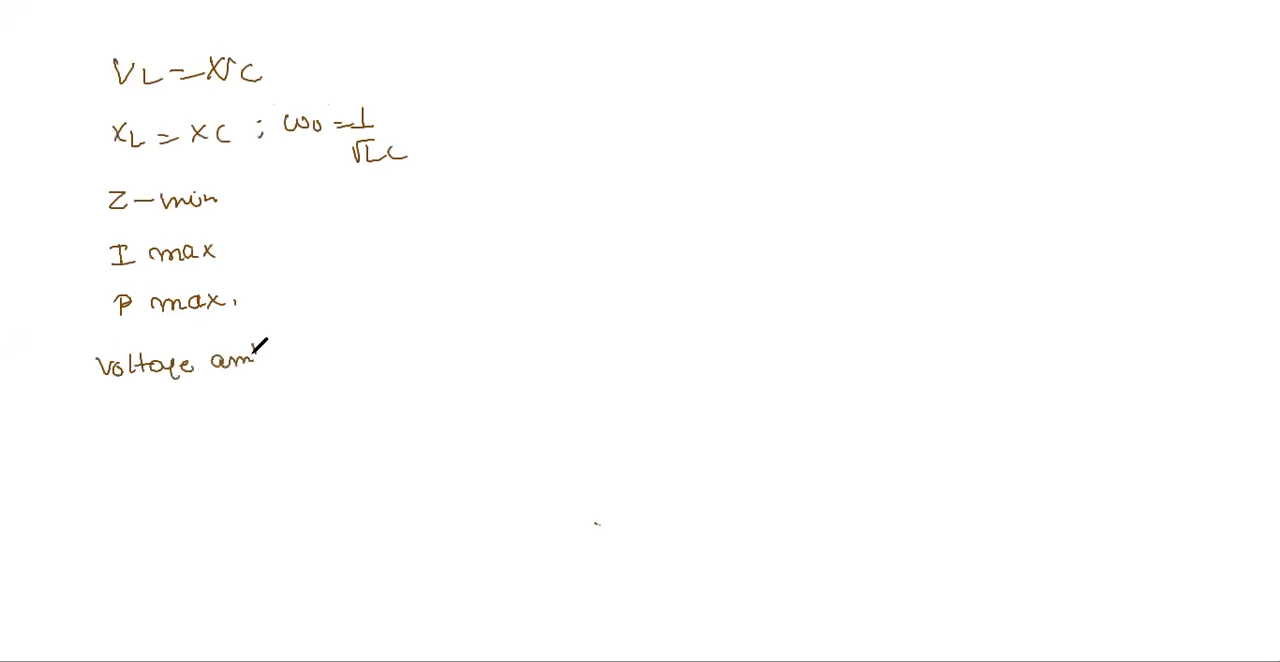 VL = VC
XL = XC ; ω0 = 1/√LC
Z - min
I max
P max.
Voltage am